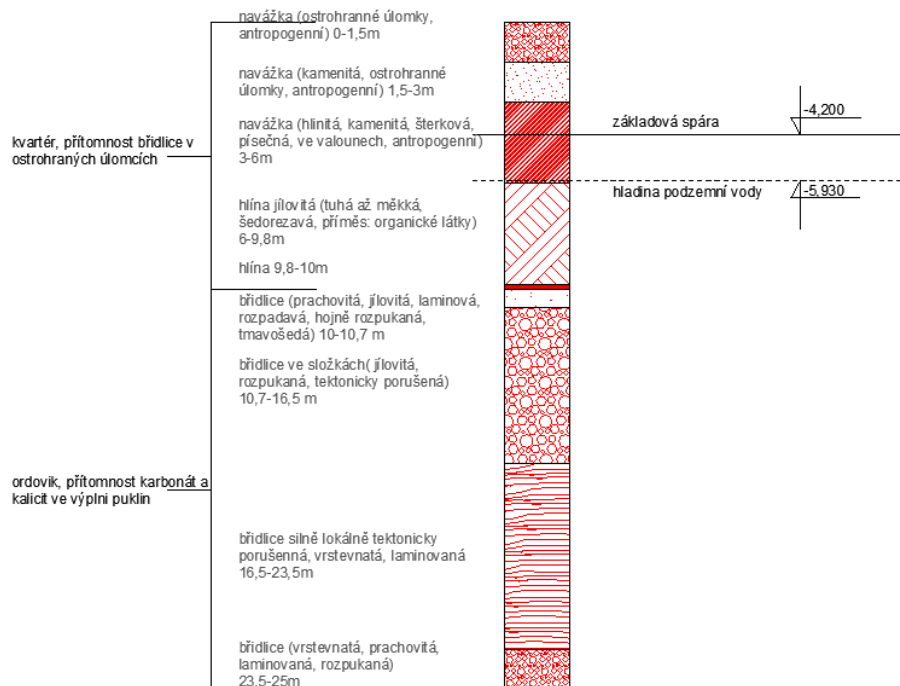 navážka (ostrohranné úlomky,
antropogenní) 0-1,5m
navážka (kamenitá, ostrohranné
úlomky, antropogenní) 1,5-3m
navážka (hlinitá, kamenitá, šterková,
písečná, ve valounech, antropogenní)
3-6m
kvartér, přítomnost břidlice v
ostrohraných úlomcích
základová spára
-4,200
hladina podzemní vody
-5,930
hlína jílovitá (tuhá až měkká,
šedorezavá, příměs: organické látky)
6-9,8m
hlína 9,8-10m
břidlice (prachovitá, jílovitá, laminová,
rozpadavá, hojně rozpukaná,
tmavošedá) 10-10,7 m
břidlice ve složkách( jílovitá,
rozpukaná, tektonicky porušená)
10,7-16,5 m
ordovik, přítomnost karbonát a
kalicit ve výplni puklin
břidlice silně lokálně tektonicky
porušenná, vrstevnatá, laminovaná
16,5-23,5m
břidlice (vrstevnatá, prachovitá,
laminovaná, rozpukaná)
23,5-25m